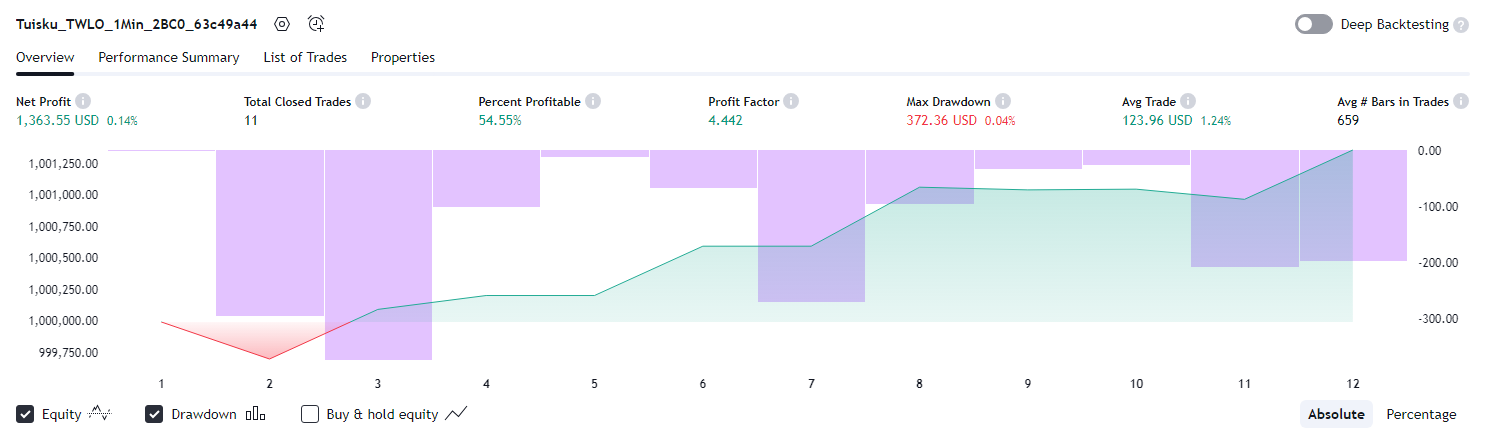 Tuisku_TWLO_1Min_2BC0_63c49a44 Deep Backtesting ?
Overview Performance Summary List of Trades Properties
Net Profit Total Closed Trades Percent Profitable Profit Factor Max Drawdown Avg Trade Avg # Bars in Trades
1,363.55 USD 0.14% 11 54.55% 4.442 372.36 USD 0.04% 123.96 USD 1.24% 659
1,001,250.00 0.00
1,001,000.00
1,000,750.00 -100.00
1,000,500.00 -200.00
1,000,250.00
1,000,000.00 -300.00
999,750.00
1 2 3 4 5 6 7 8 9 10 11 12
Equity Drawdown Buy & hold equity Absolute Percentage